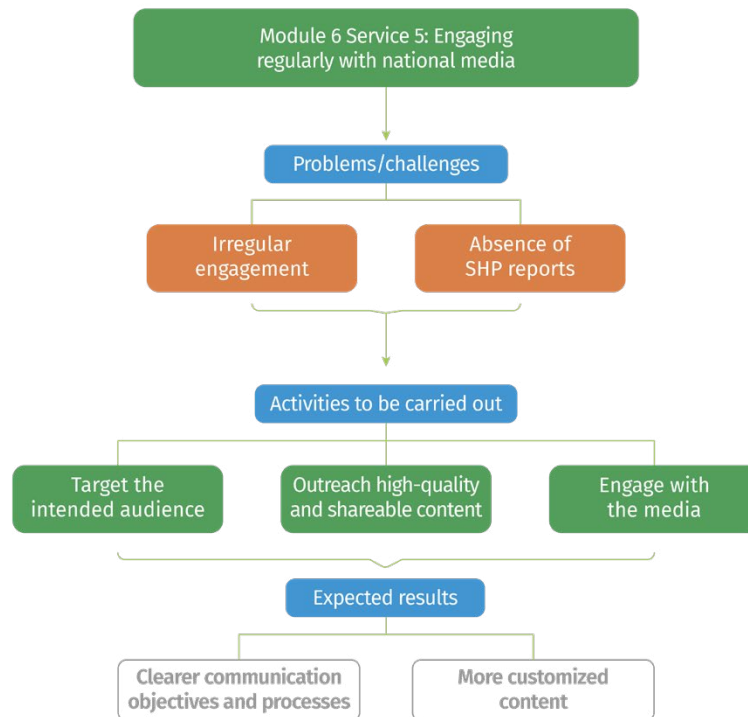 Module 6 Service 5: Engaging
regularly with national media
Problems/challenges
Irregular
engagement
Absence of
SHP reports
Activities to be carried out
Target the
intended audience
Outreach high-quality
and shareable content
Engage with
the media
Expected results
Clearer communication
objectives and processes
More customized
content